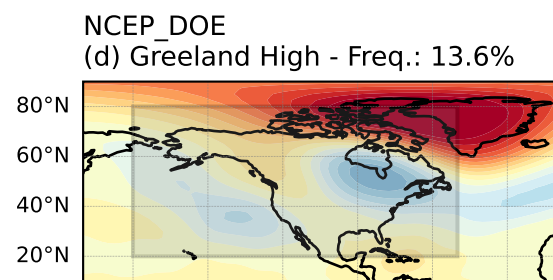 NCEP_DOE
(d) Greeland High - Freq.: 13.6%
80°N
60°N
40°N
20°N